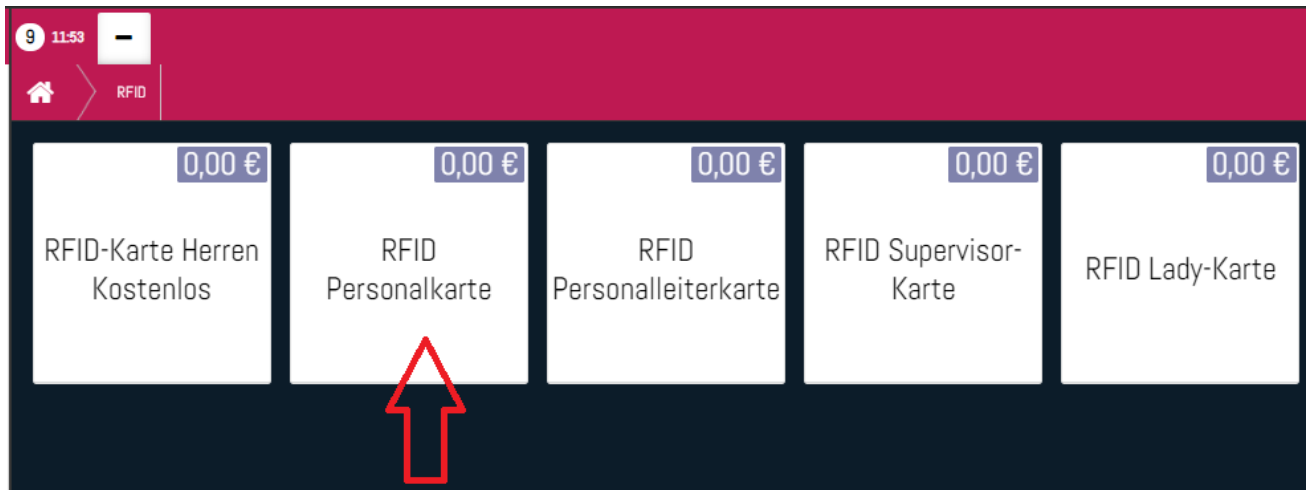 9 11:53
RFID
0,00 €
RFID-Karte Herren
Kostenlos
0,00 €
RFID
Personalkarte
0,00 €
RFID
Personalleiterkarte
0,00 €
RFID Supervisor-
Karte
0,00 €
RFID Lady-Karte